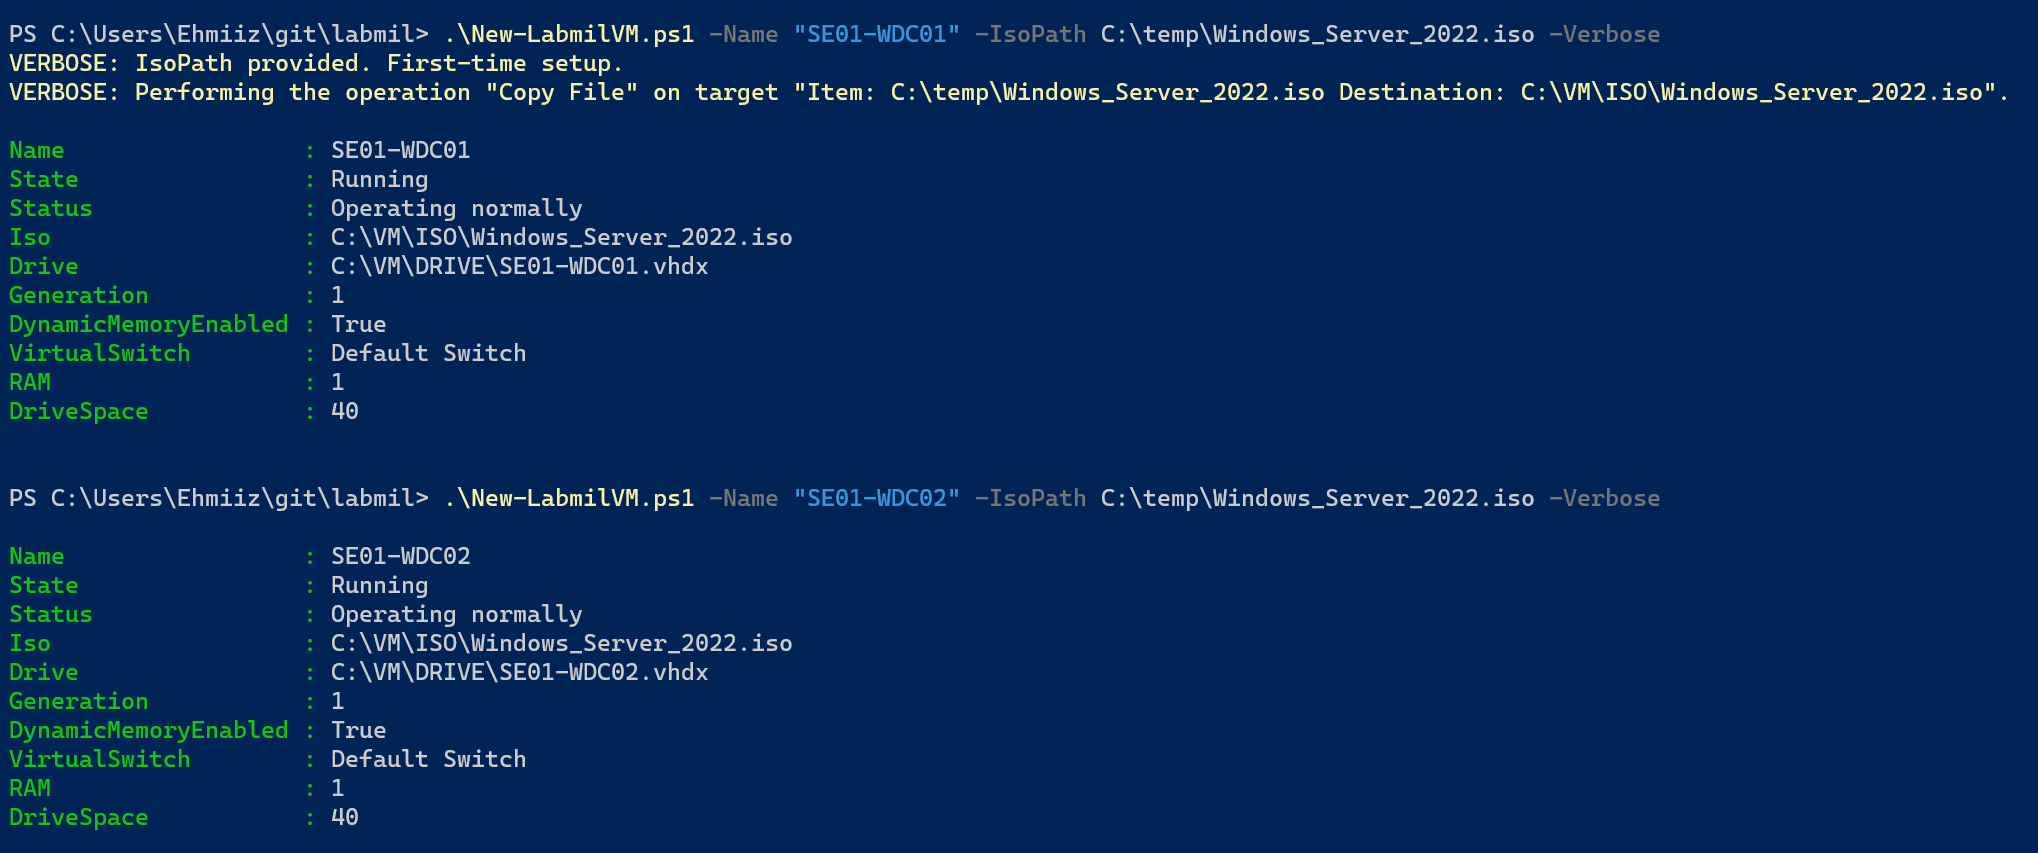 PS C:\Users\Ehmiiz\git\labmil> .\New-LabmilVM.ps1 -Name "SE01-WDC01" -IsoPath C:\temp\Windows_Server_2022.iso -Verbose
VERBOSE: IsoPath provided. First-time setup.
VERBOSE: Performing the operation "Copy File" on target "Item: C:\temp\Windows_Server_2022.iso Destination: C:\VM\ISO\Windows_Server_2022.iso".
Name                 : SE01-WDC01
State                : Running
Status               : Operating normally
Iso                  : C:\VM\ISO\Windows_Server_2022.iso
Drive                : C:\VM\DRIVE\SE01-WDC01.vhdx
Generation           : 1
DynamicMemoryEnabled : True
VirtualSwitch        : Default Switch
RAM                  : 1
DriveSpace           : 40
PS C:\Users\Ehmiiz\git\labmil> .\New-LabmilVM.ps1 -Name "SE01-WDC02" -IsoPath C:\temp\Windows_Server_2022.iso -Verbose
Name                 : SE01-WDC02
State                : Running
Status               : Operating normally
Iso                  : C:\VM\ISO\Windows_Server_2022.iso
Drive                : C:\VM\DRIVE\SE01-WDC02.vhdx
Generation           : 1
DynamicMemoryEnabled : True
VirtualSwitch        : Default Switch
RAM                  : 1
DriveSpace           : 40